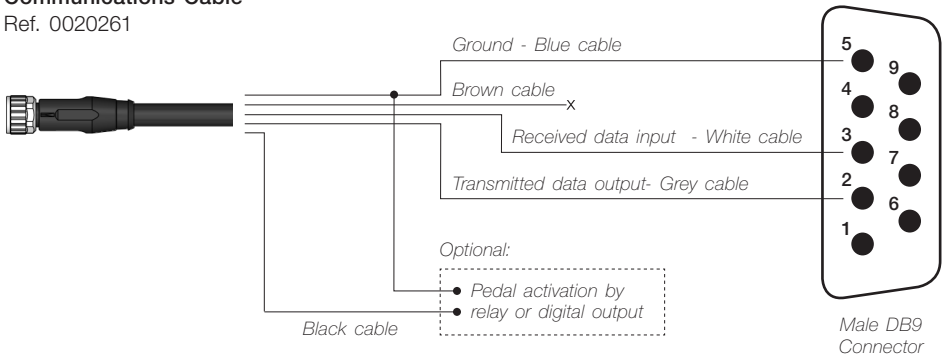 Communications Cable
Ref. 0020261
Ground - Blue cable
Brown cable
X
Received data input - White cable
Transmitted data output- Grey cable
Optional:
Pedal activation by
relay or digital output
Black cable
5
9
4
8
3
7
2
6
1
Male DB9
Connector